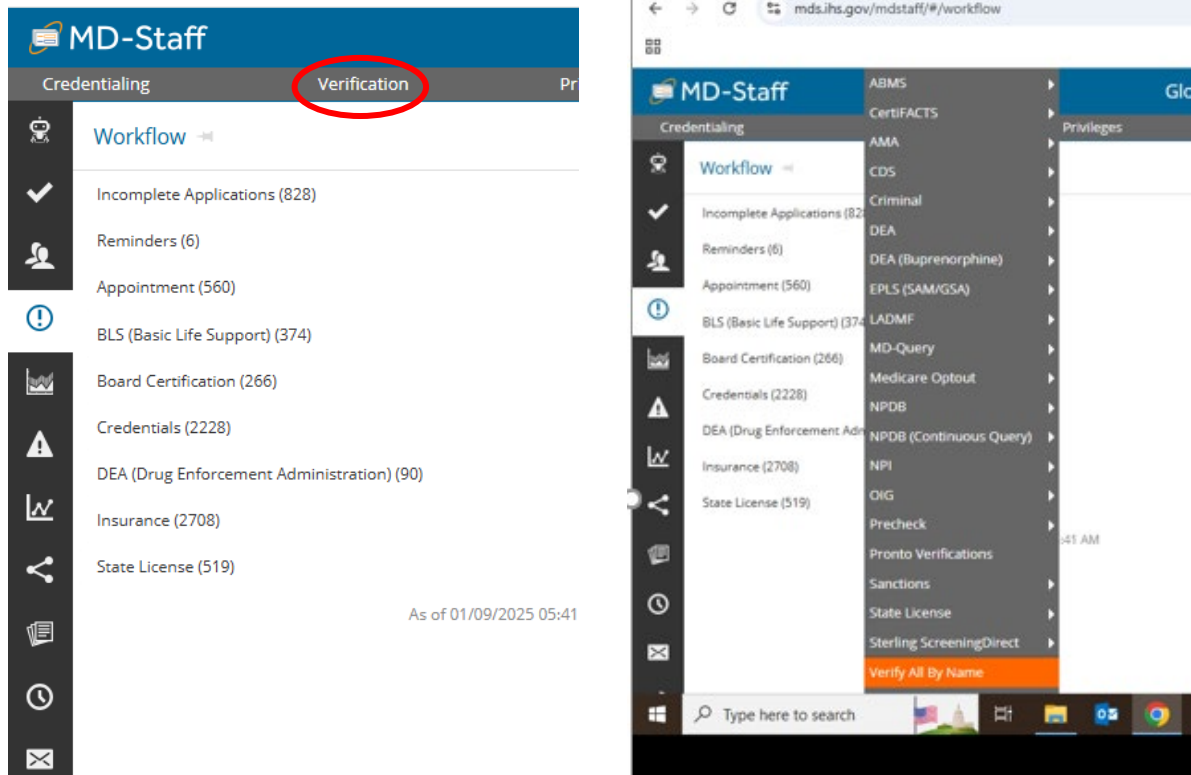 MD-Staff
Credentialing Verification Pr
Workflow
Incomplete Applications (828)
Reminders (6)
Appointment (560)
BLS (Basic Life Support) (374)
Board Certification (266)
Credentials (2228)
DEA (Drug Enforcement Administration) (90)
Insurance (2708)
State License (519)
As of 01/09/2025 05:41
mds.ihs.gov/mdstaff/#/workflow
MD-Staff Glo
Credentialing Privileges
Workflow
Incomplete Applications (82
Reminders (6)
Appointment (560)
BLS (Basic Life Support) (374
Board Certification (266)
Credentials (2228)
DEA (Drug Enforcement Adm
Insurance (2708)
State License (519)
:41 AM
ABMS
CertiFACTS
AMA
CDS
Criminal
DEA
DEA (Buprenorphine)
EPLS (SAM/GSA)
LADMF
MD-Query
Medicare Optout
NPDB
NPDB (Continuous Query)
NPI
OIG
Precheck
Pronto Verifications
Sanctions
State License
Sterling ScreeningDirect
Verify All By Name
Type here to search